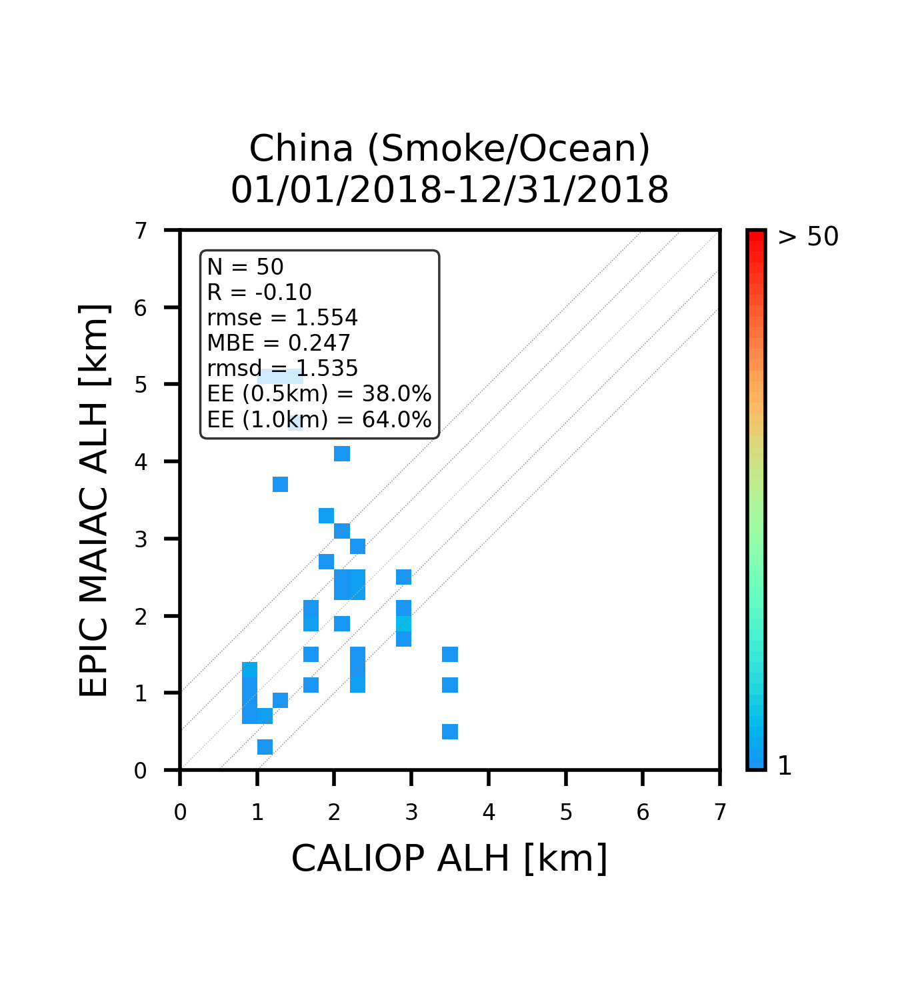 China (Smoke/Ocean)
01/01/2018-12/31/2018
7
6
5
4
3
2
1
0
EPIC MAIAC ALH [km]
N = 50
R = -0.10
rmse = 1.554
MBE = 0.247
rmsd = 1.535
EE (0.5km) = 38.0%
EE (1.0km) = 64.0%
> 50
1
0 1 2 3 4 5 6 7
CALIOP ALH [km]